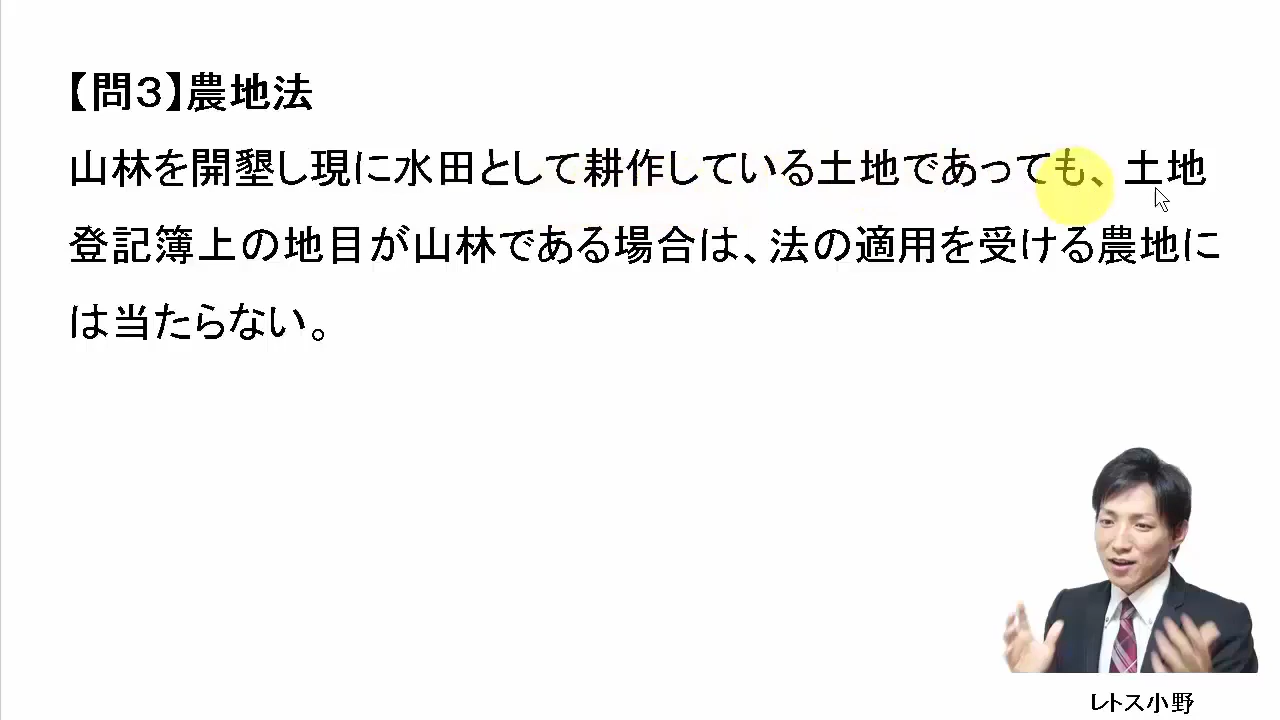 【問3】農地法
山林を開墾し現に水田として耕作している土地であっても、土地
登記簿上の地目が山林である場合は、法の適用を受ける農地に
は当たらない。
レトス小野